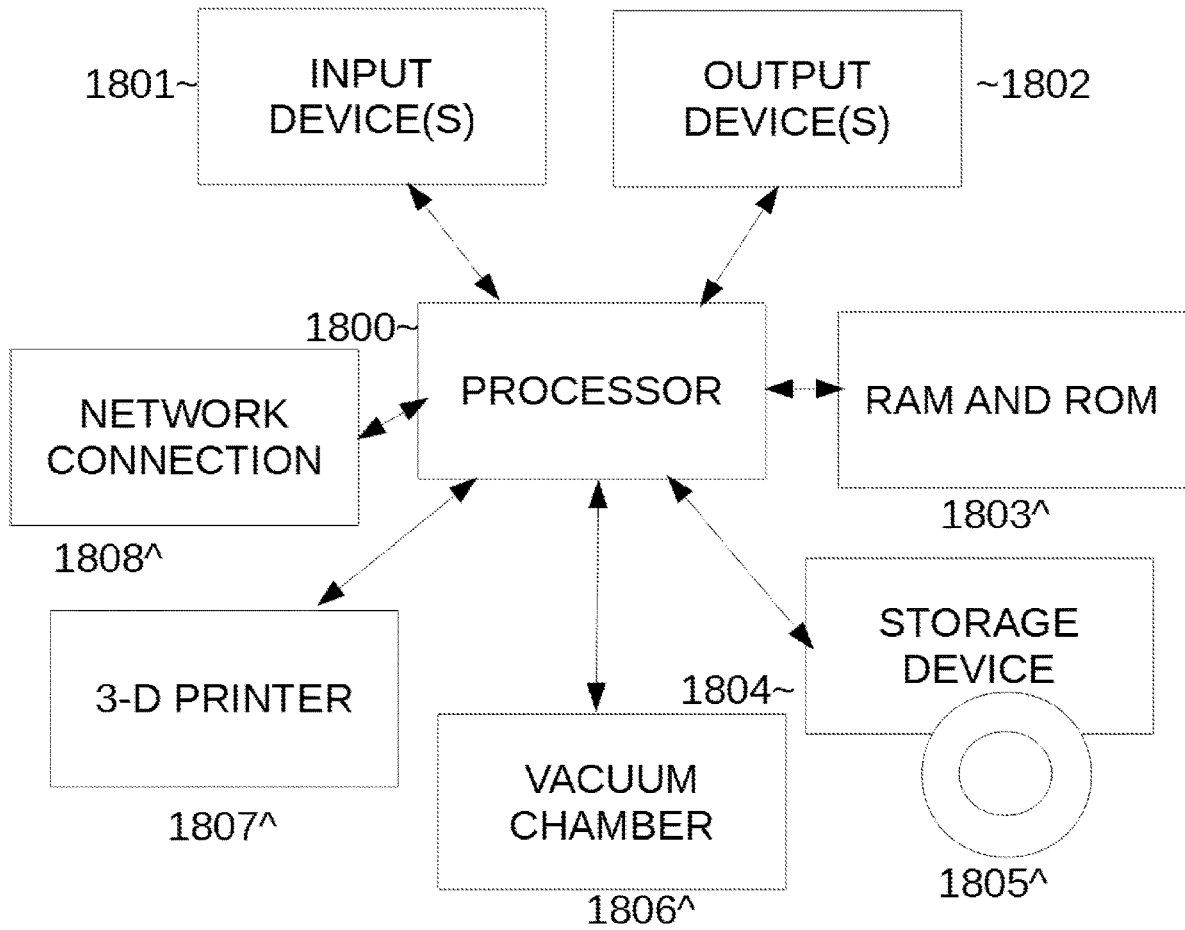 1801~
INPUT
DEVICE(S)
OUTPUT
DEVICE(S)
~1802
1800~
PROCESSOR
NETWORK
CONNECTION
1808^
RAM AND ROM
1803^
3-D PRINTER
1807^
VACUUM
CHAMBER
1806^
1804~
STORAGE
DEVICE
1805^